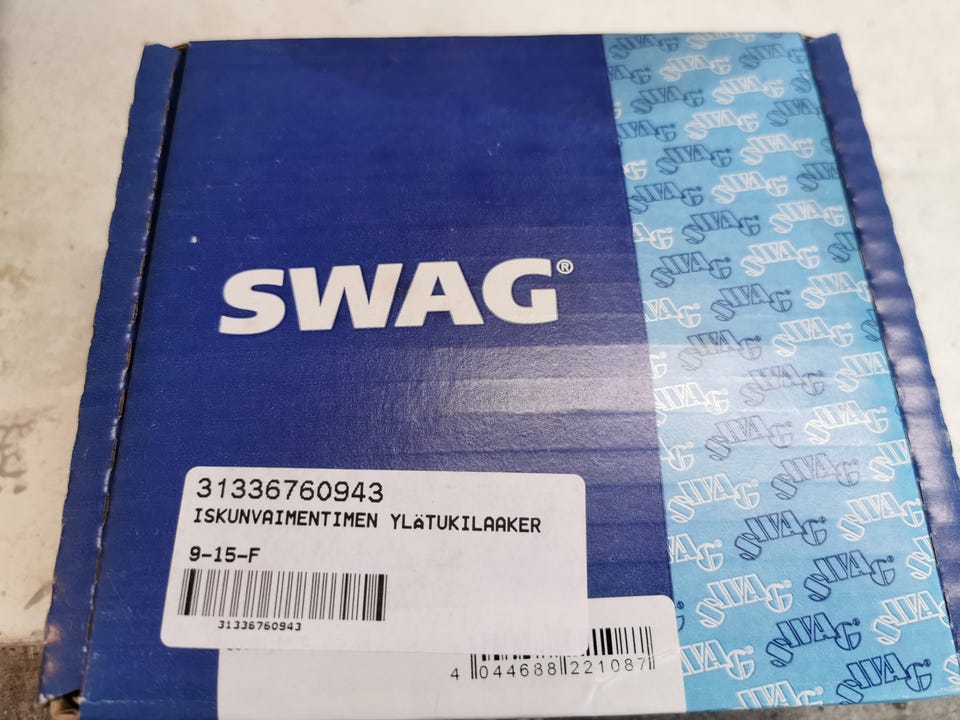 SWAG®
31336760943
ISKUNVAIMENTIMEN YLÄTUKILAAKER
9-15-F
31336760943
4 044688 221087